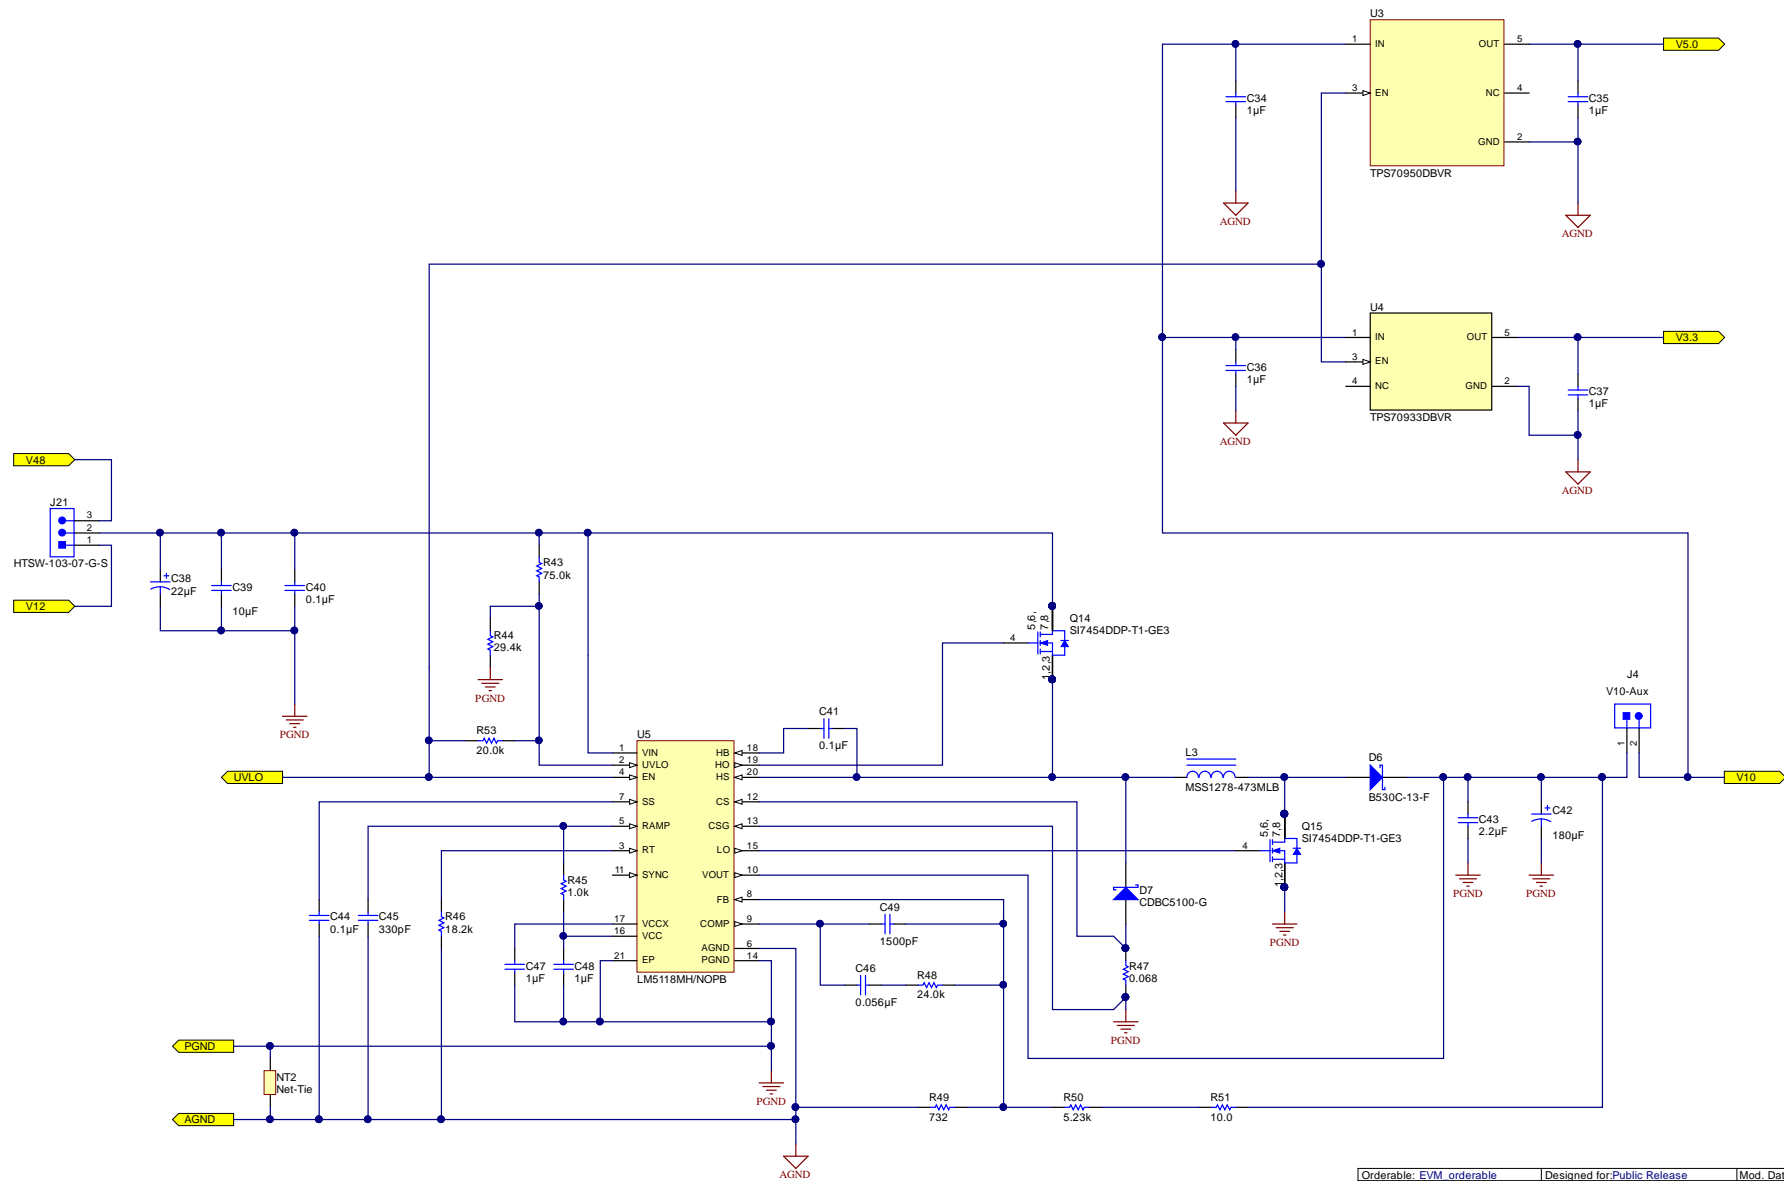 U3
1 IN OUT 5 V5.0
C34
1µF
3 EN NC 4
C35
1µF
GND 2
TPS70950DBVR
AGND
AGND
U4
1 IN OUT 5 V3.3
3 EN
C36
1µF
4 NC GND 2
C37
1µF
TPS70933DBVR
AGND
AGND
V48
J21
3
2
1
HTSW-103-07-G-S
V12
C38
22µF
C39
10µF
C40
0.1µF
PGND
R43
75.0k
R44
29.4k
PGND
R53
20.0k
UVLO
Q14
SI7454DDP-T1-GE3
5,6,
7,8
4
1,2,3
C41
0.1µF
U5
1 VIN HB 18
2 UVLO HO 19
4 EN HS 20
7 SS CS 12
5 RAMP CSG 13
3 RT LO 15
11 SYNC VOUT 10
FB 8
17 VCCX COMP 9
16 VCC
AGND 6
21 EP PGND 14
LM5118MH/NOPB
L3
MSS1278-473MLB
D6
B530C-13-F
J4
V10-Aux
1
2
V10
Q15
SI7454DDP-T1-GE3
5,6,
7,8
4
1,2,3
PGND
C43
2.2µF
PGND
C42
180µF
PGND
D7
CDBC5100-G
R47
0.068
PGND
R45
1.0k
C44
0.1µF
C45
330pF
R46
18.2k
C47
1µF
C48
1µF
C49
1500pF
C46
0.056µF
R48
24.0k
PGND
NT2
Net-Tie
AGND
PGND
R49
732
R50
5.23k
R51
10.0
AGND
Orderable: EVM_orderable Designed for:Public Release Mod. Dat